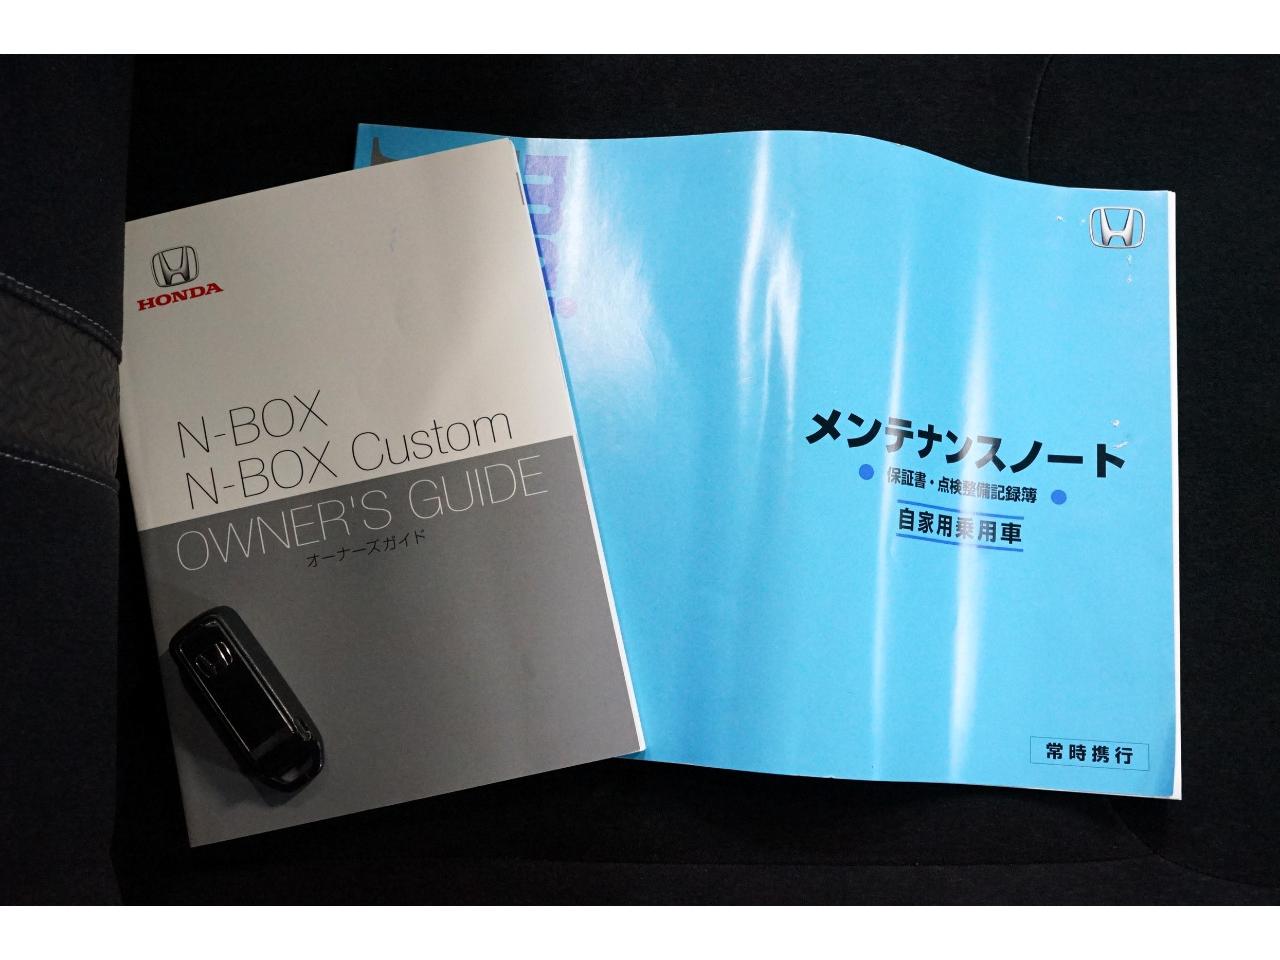 HONDA
N-BOX
N-BOX Custom
OWNER'S GUIDE
オーナーズガイド
メンテナンスノート
● 保証書・点検整備記録簿 ●
自家用乗用車
常時携行